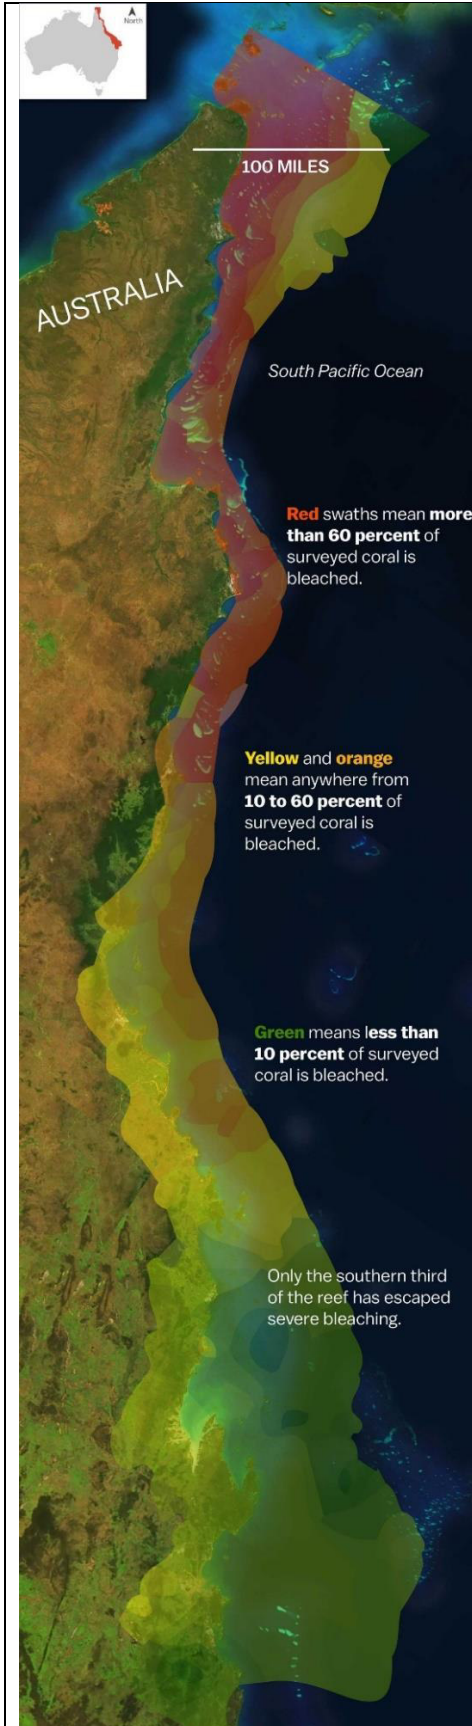 North
100 MILES
AUSTRALIA
South Pacific Ocean
Red swaths mean more
than 60 percent of
surveyed coral is
bleached.
Yellow and orange
mean anywhere from
10 to 60 percent of
surveyed coral is
bleached.
Green means less than
10 percent of surveyed
coral is bleached.
Only the southern third
of the reef has escaped
severe bleaching.